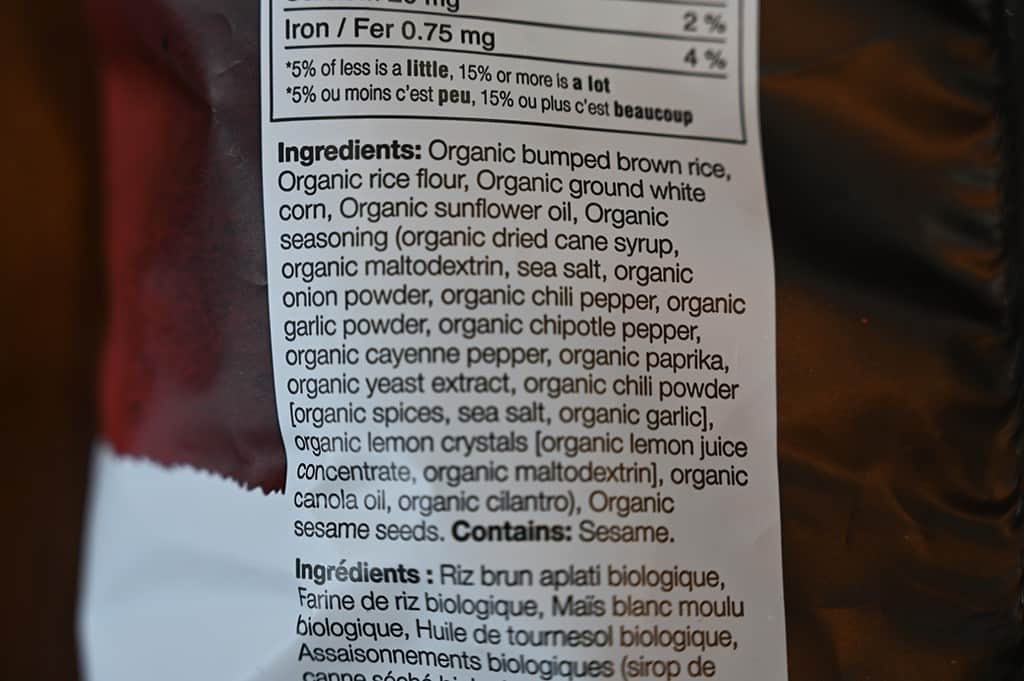 mg
2 %
Iron / Fer 0.75 mg
4 %
*5% of less is a little, 15% or more is a lot
*5% ou moins c'est peu, 15% ou plus c'est beaucoup
Ingredients: Organic bumped brown rice,
Organic rice flour, Organic ground white
corn, Organic sunflower oil, Organic
seasoning (organic dried cane syrup,
organic maltodextrin, sea salt, organic
onion powder, organic chili pepper, organic
garlic powder, organic chipotle pepper,
organic cayenne pepper, organic paprika,
organic yeast extract, organic chili powder
[organic spices, sea salt, organic garlic],
organic lemon crystals [organic lemon juice
concentrate, organic maltodextrin], organic
canola oil, organic cilantro), Organic
sesame seeds. Contains: Sesame.
Ingrédients : Riz brun aplati biologique,
Farine de riz biologique, Maïs blanc moulu
biologique, Huile de tournesol biologique,
Assaisonnements biologiques (sirop de